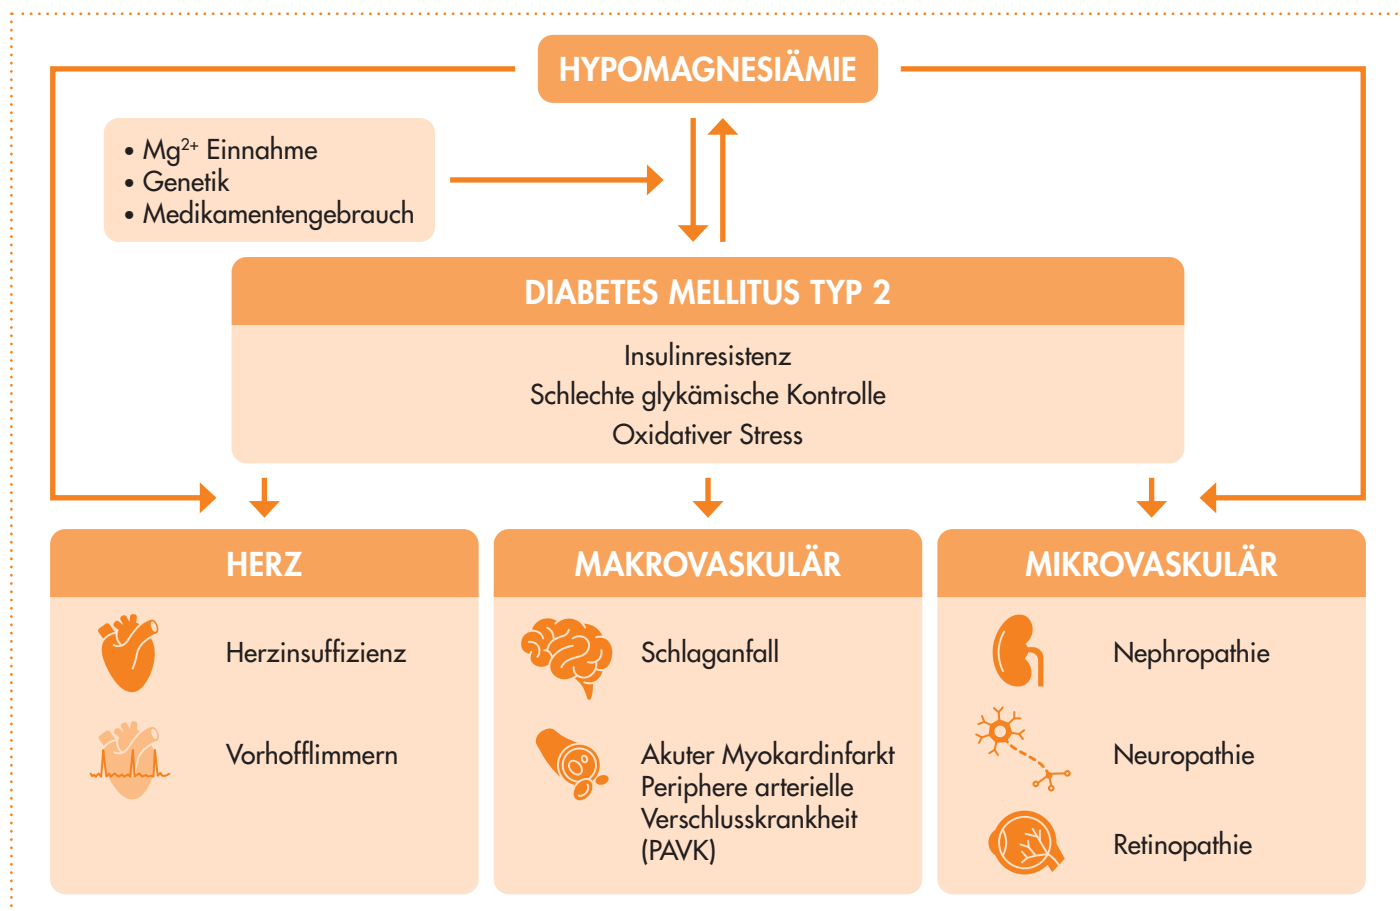 HYPOMAGNESIÄMIE
• Mg²⁺ Einnahme
• Genetik
• Medikamentengebrauch
DIABETES MELLITUS TYP 2
Insulinresistenz
Schlechte glykämische Kontrolle
Oxidativer Stress
HERZ
Herzinsuffizienz
Vorhofflimmern
MAKROVASKULÄR
Schlaganfall
Akuter Myokardinfarkt
Periphere arterielle
Verschlusskrankheit
(PAVK)
MIKROVASKULÄR
Nephropathie
Neuropathie
Retinopathie